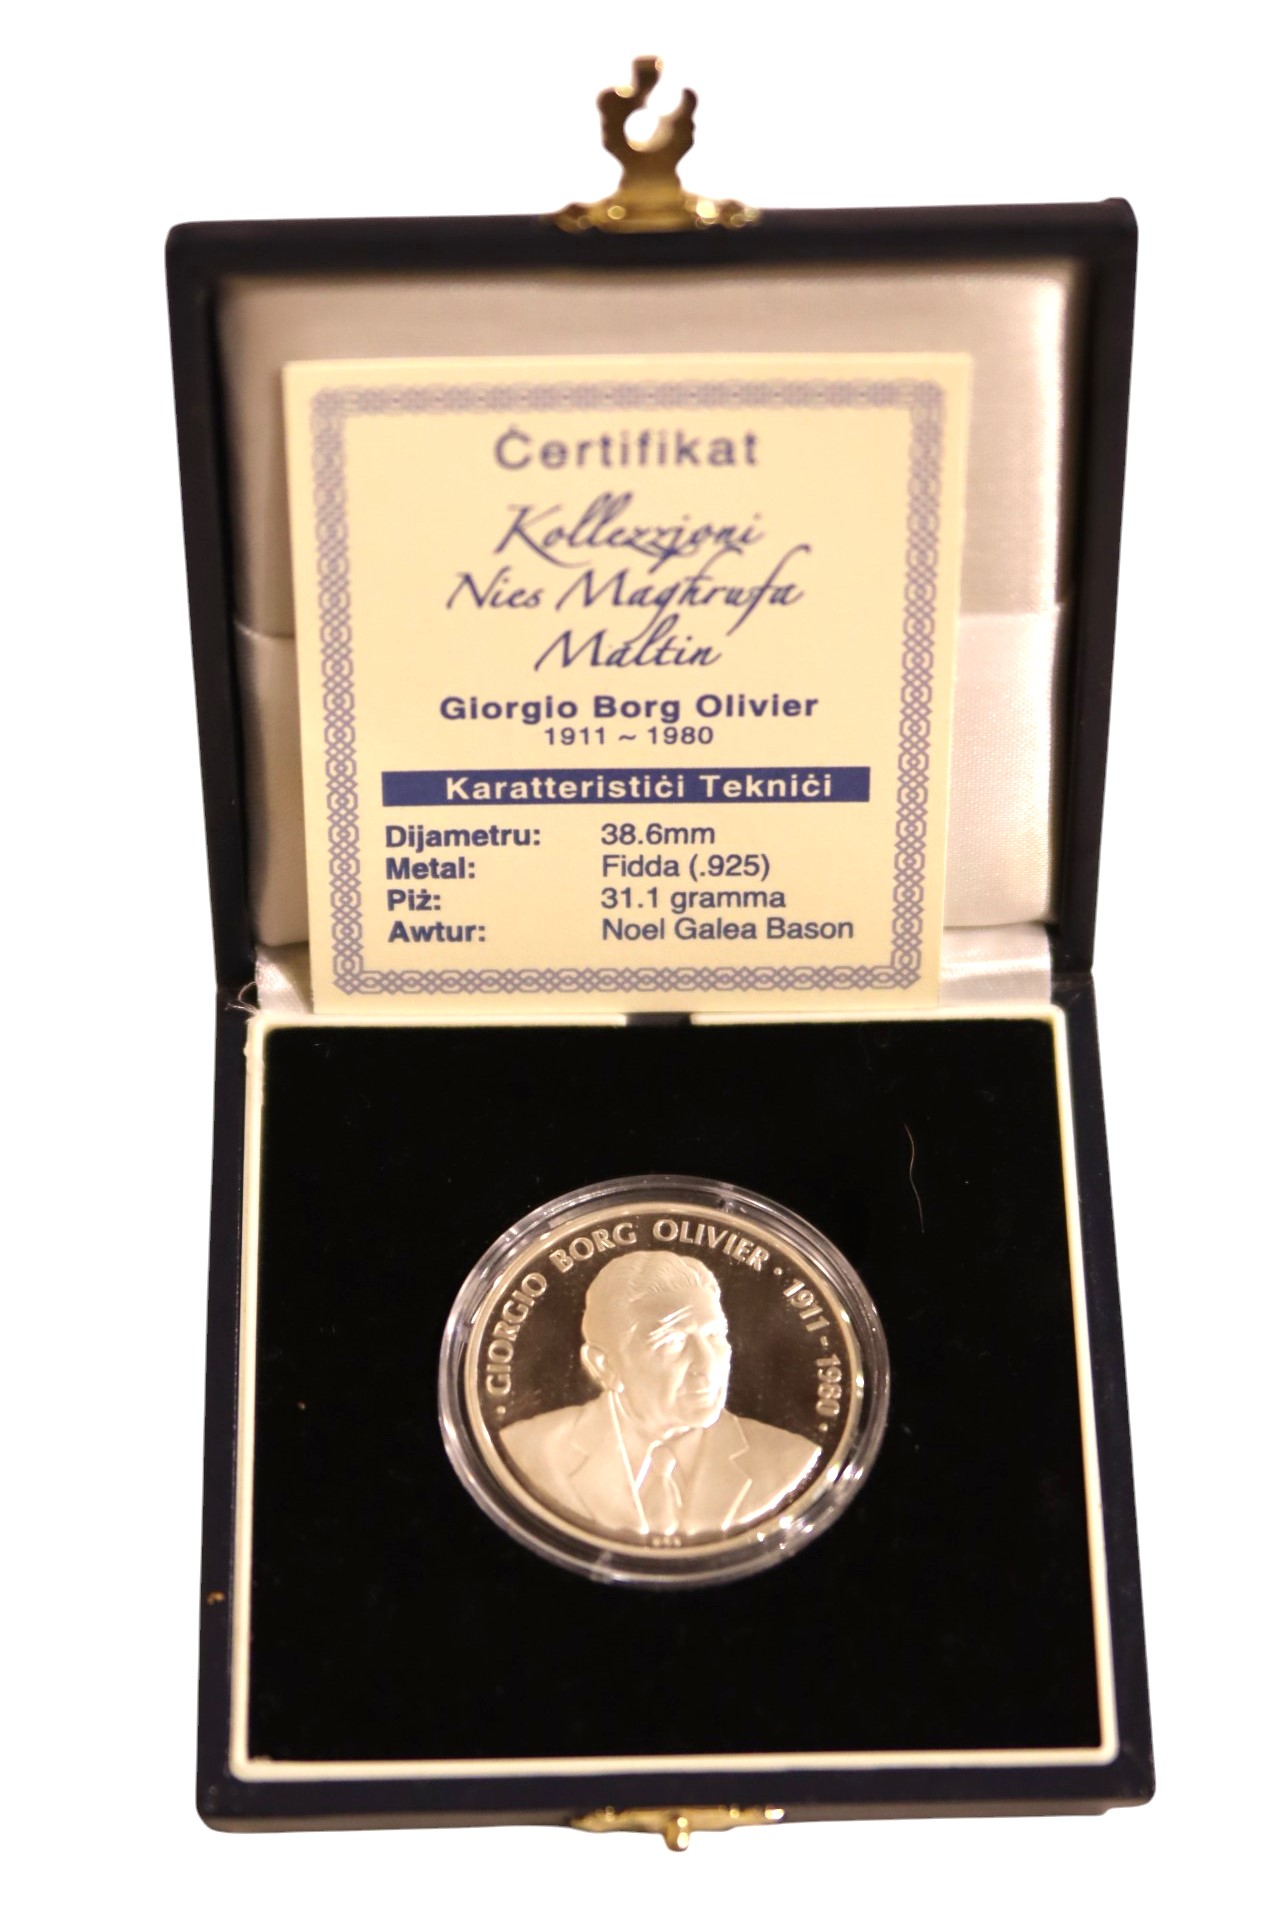 Ċertifikat
Kollezzjoni
Nies Magħrufa
Maltin
Giorgio Borg Olivier
1911 ~ 1980
Karatteristiċi Tekniċi
Dijametru: 38.6mm
Metal: Fidda (.925)
Piż: 31.1 gramma
Awtur: Noel Galea Bason
· GIORGIO BORG OLIVIER · 1911 - 1980 ·